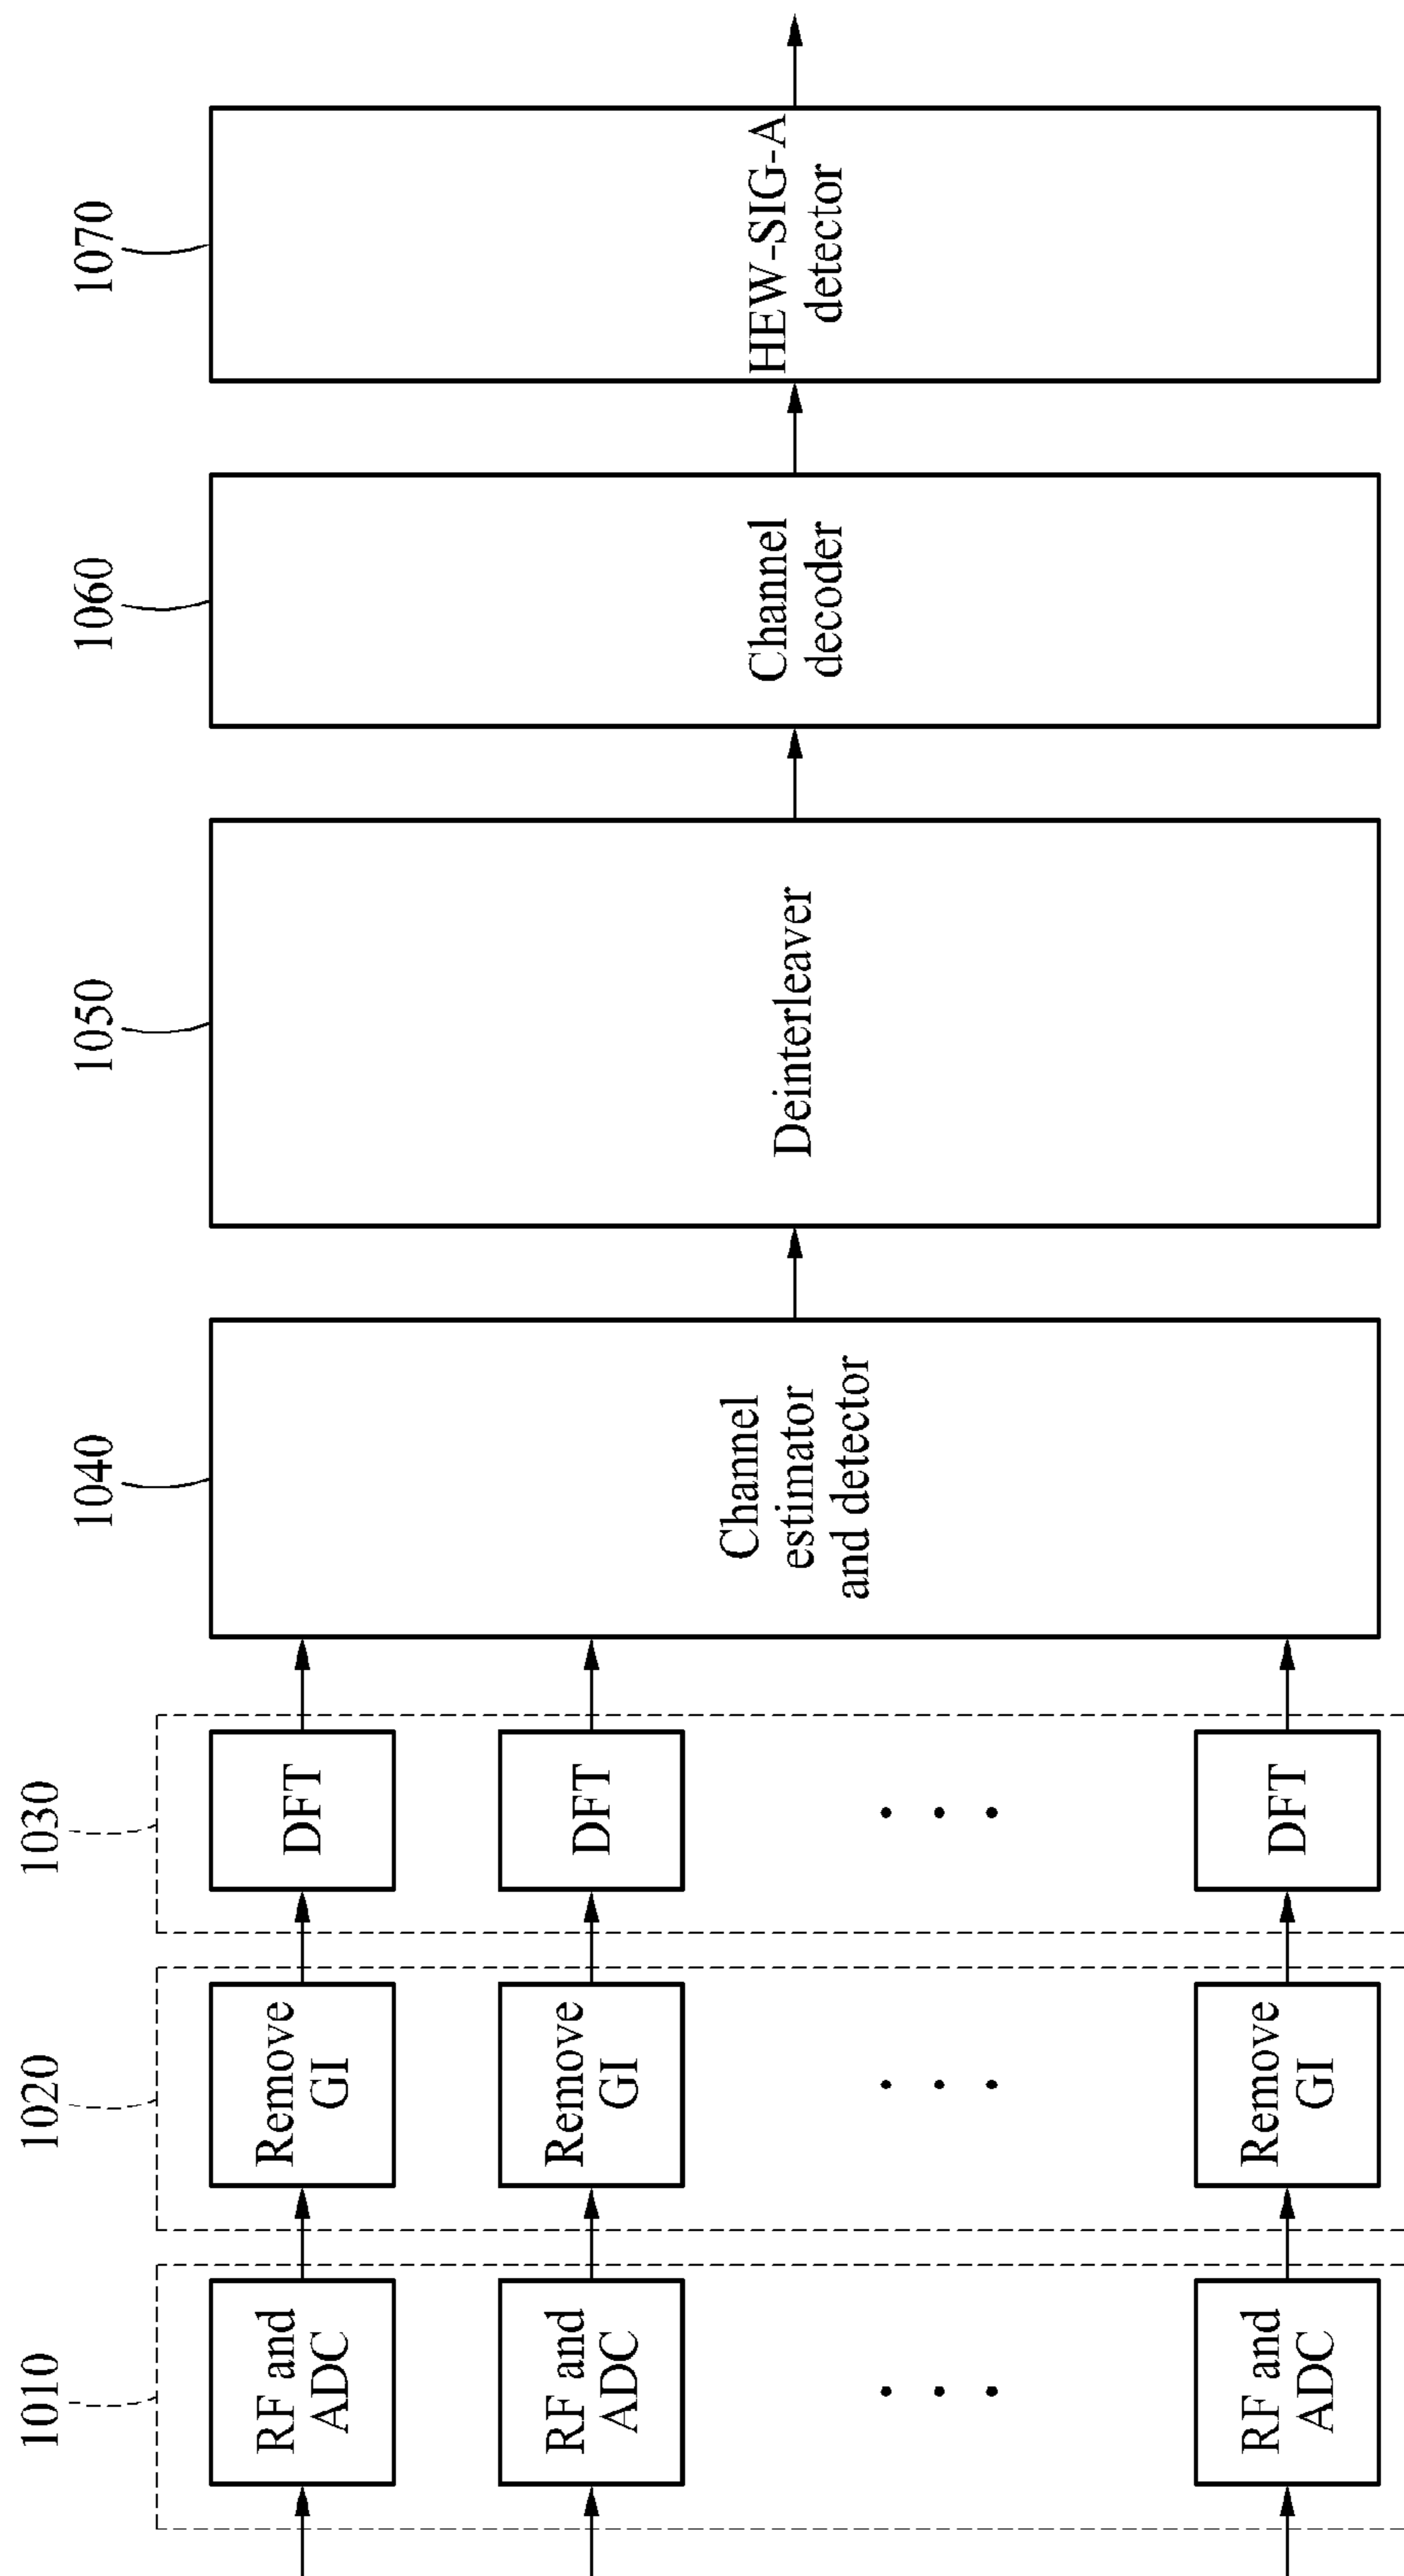 1010
1020
1030
1040
1050
1060
1070
RF and
ADC
Remove
GI
DFT
RF and
ADC
Remove
GI
DFT
RF and
ADC
Remove
GI
DFT
Channel
estimator
and detector
Deinterleaver
Channel
decoder
HEW-SIG-A
detector